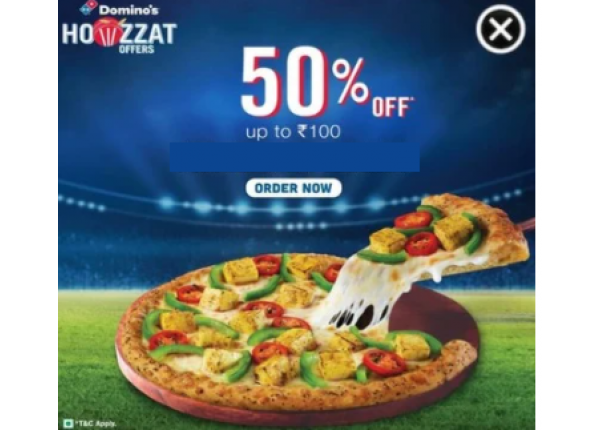 Domino's
HOWZZAT
OFFERS
50% OFF*
up to ₹100
ORDER NOW
*T&C Apply.